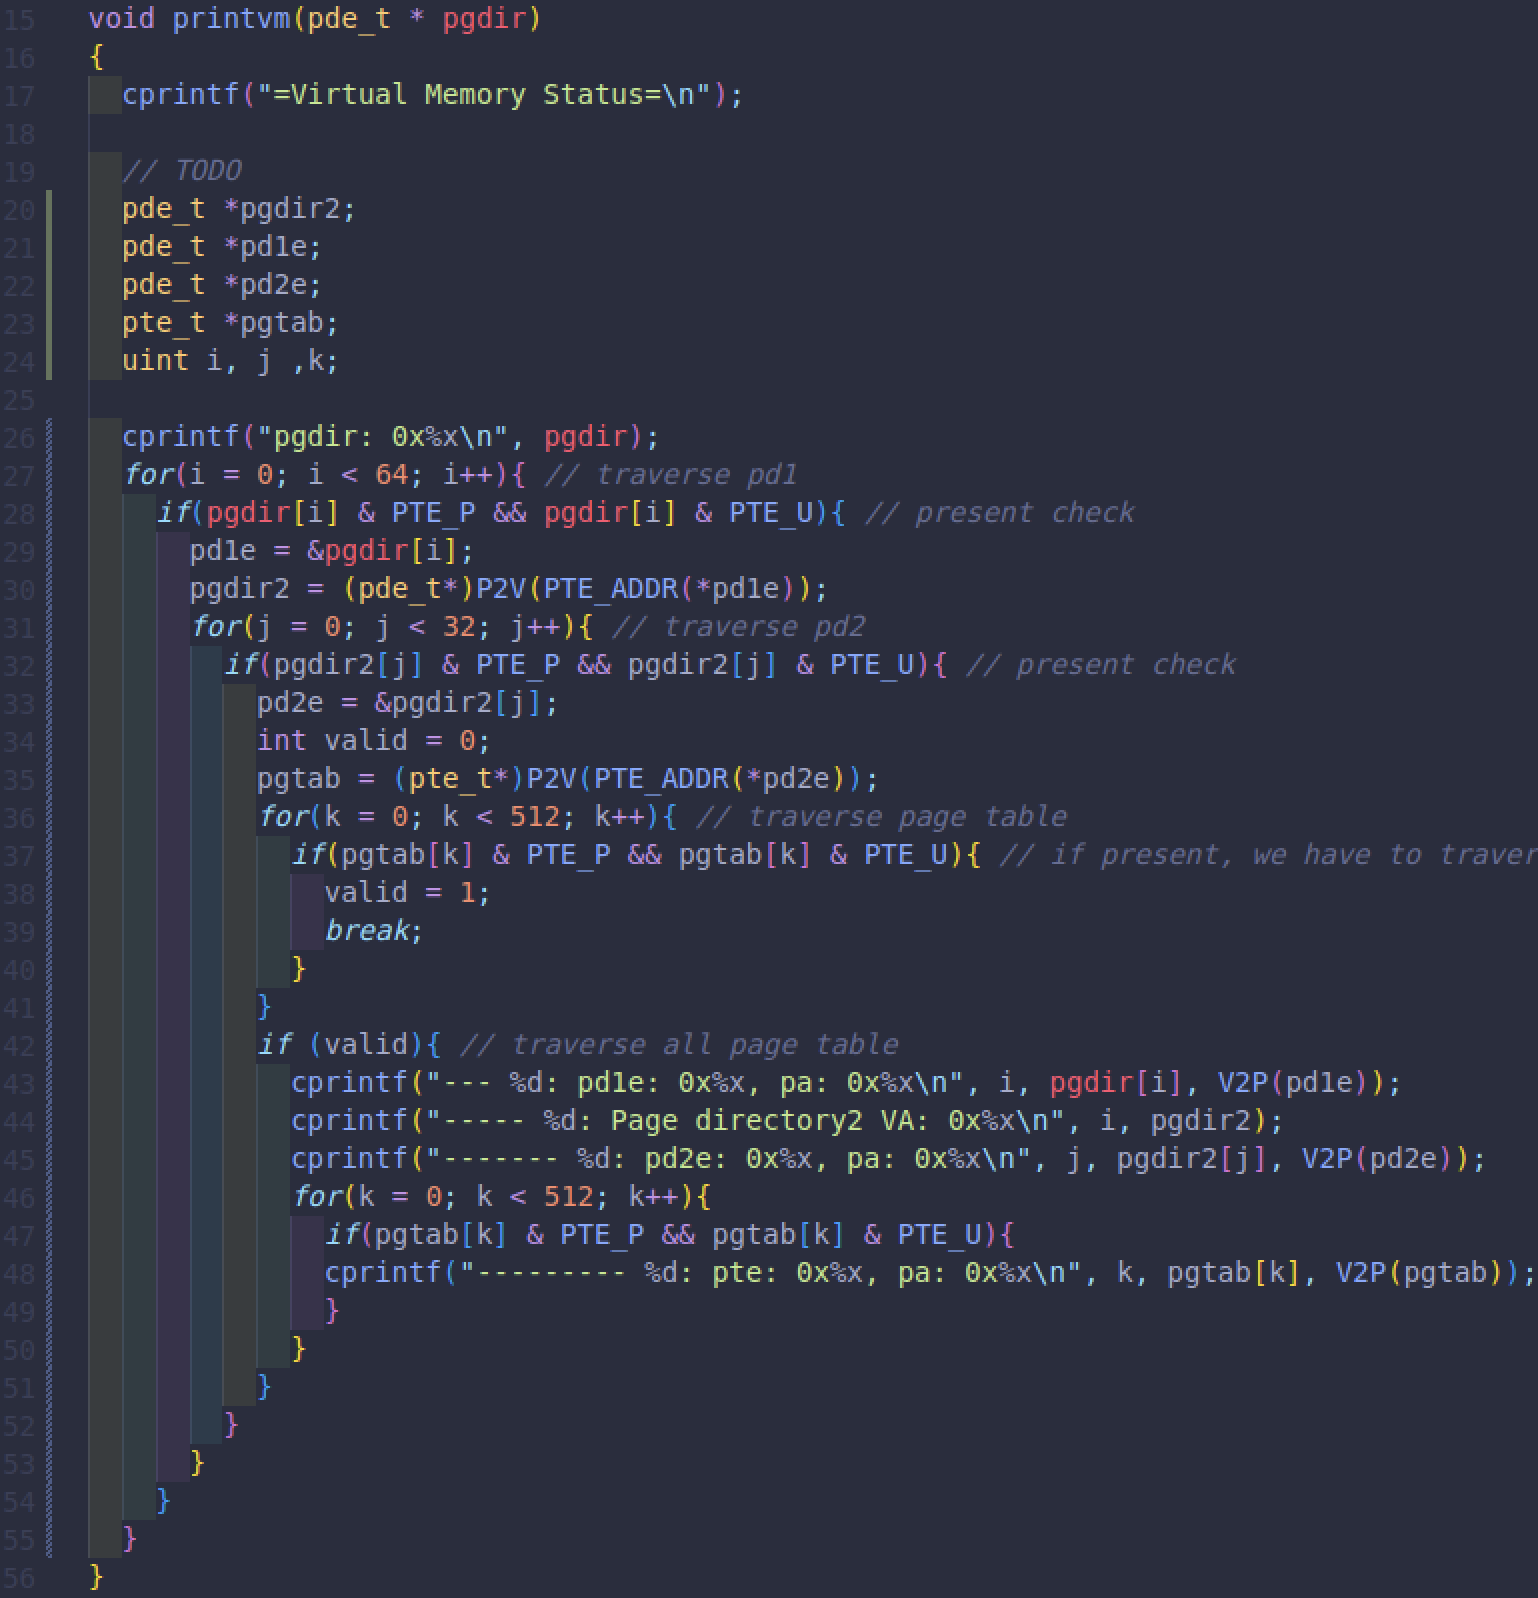 15 void printvm(pde_t * pgdir)
16 {
17   cprintf("=Virtual Memory Status=\n");
18
19   // TODO
20   pde_t *pgdir2;
21   pde_t *pd1e;
22   pde_t *pd2e;
23   pte_t *pgtab;
24   uint i, j ,k;
25
26   cprintf("pgdir: 0x%x\n", pgdir);
27   for(i = 0; i < 64; i++){ // traverse pd1
28     if(pgdir[i] & PTE_P && pgdir[i] & PTE_U){ // present check
29       pd1e = &pgdir[i];
30       pgdir2 = (pde_t*)P2V(PTE_ADDR(*pd1e));
31       for(j = 0; j < 32; j++){ // traverse pd2
32         if(pgdir2[j] & PTE_P && pgdir2[j] & PTE_U){ // present check
33           pd2e = &pgdir2[j];
34           int valid = 0;
35           pgtab = (pte_t*)P2V(PTE_ADDR(*pd2e));
36           for(k = 0; k < 512; k++){ // traverse page table
37             if(pgtab[k] & PTE_P && pgtab[k] & PTE_U){ // if present, we have to traver
38               valid = 1;
39               break;
40             }
41           }
42           if (valid){ // traverse all page table
43             cprintf("--- %d: pd1e: 0x%x, pa: 0x%x\n", i, pgdir[i], V2P(pd1e));
44             cprintf("----- %d: Page directory2 VA: 0x%x\n", i, pgdir2);
45             cprintf("------- %d: pd2e: 0x%x, pa: 0x%x\n", j, pgdir2[j], V2P(pd2e));
46             for(k = 0; k < 512; k++){
47               if(pgtab[k] & PTE_P && pgtab[k] & PTE_U){
48               cprintf("--------- %d: pte: 0x%x, pa: 0x%x\n", k, pgtab[k], V2P(pgtab));
49               }
50             }
51           }
52         }
53       }
54     }
55   }
56 }